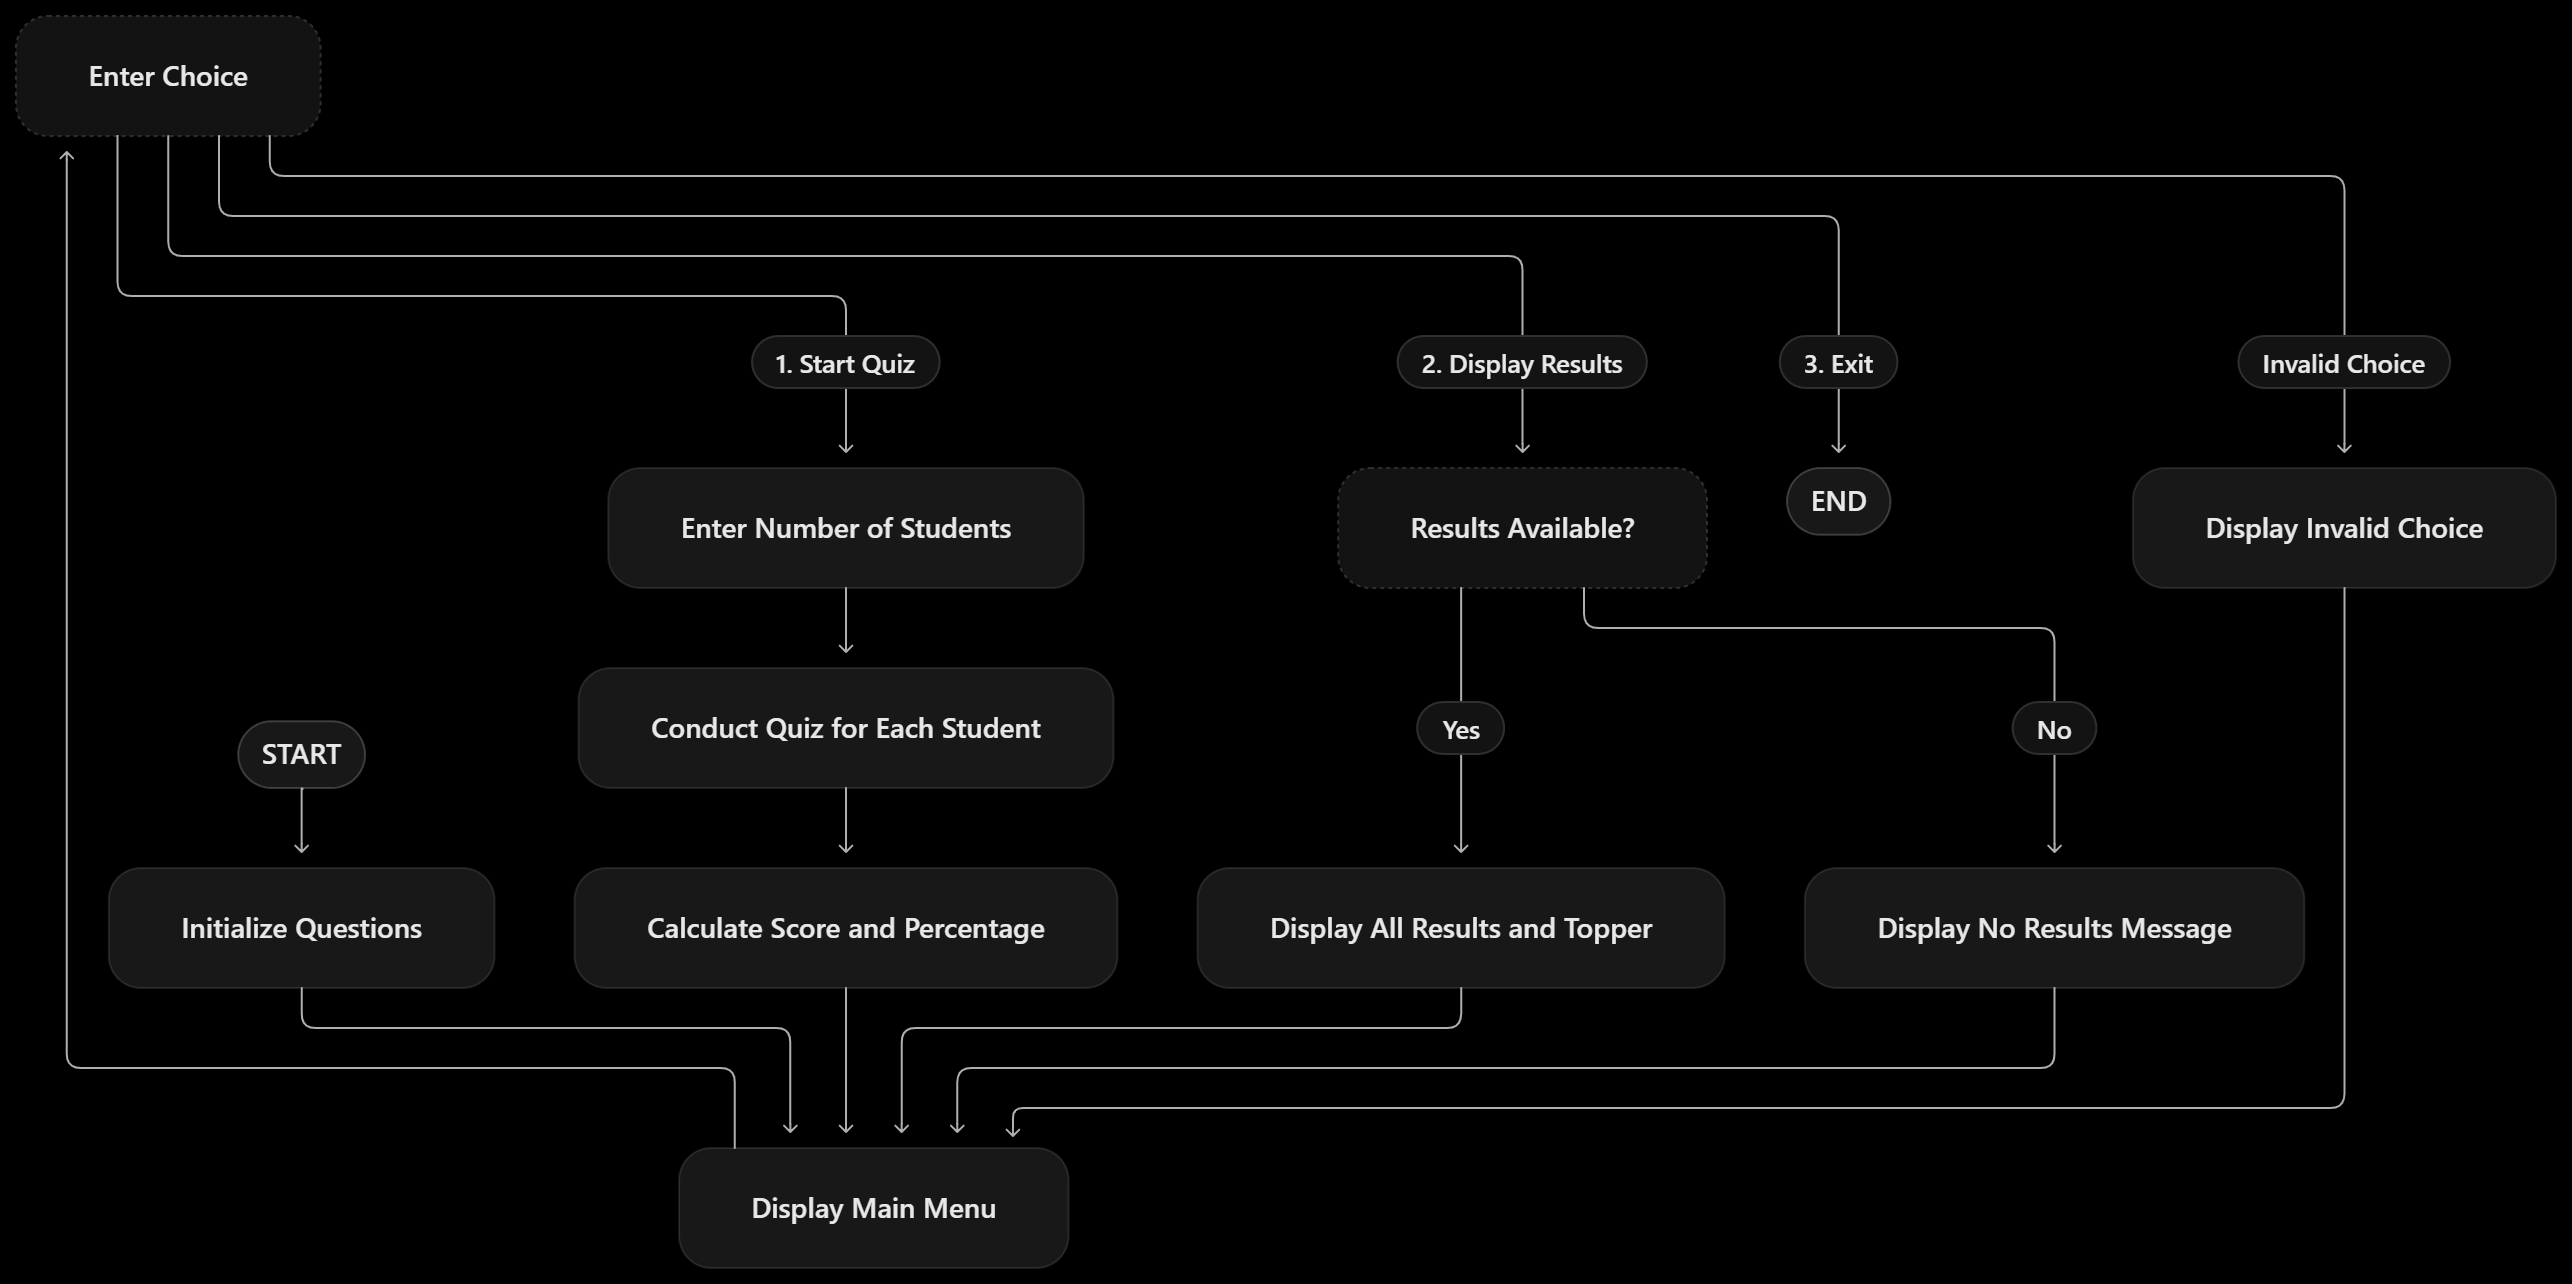 Enter Choice
1. Start Quiz
2. Display Results
3. Exit
Invalid Choice
Enter Number of Students
Results Available?
END
Display Invalid Choice
Conduct Quiz for Each Student
START
Yes
No
Initialize Questions
Calculate Score and Percentage
Display All Results and Topper
Display No Results Message
Display Main Menu